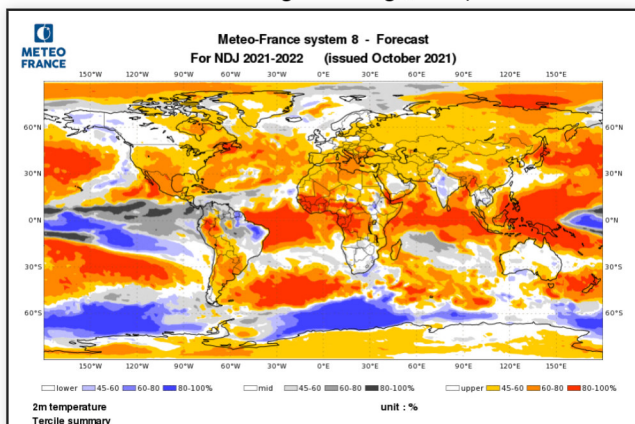 METEO
FRANCE
Meteo-France system 8 - Forecast
For NDJ 2021-2022 (issued October 2021)
150°W 120°W 90°W 60°W 30°W 0°E 30°E 60°E 90°E 120°E 150°E
60°N 60°N
30°N 30°N
0°N 0°N
30°S 30°S
60°S 60°S
150°W 120°W 90°W 60°W 30°W 0°E 30°E 60°E 90°E 120°E 150°E
lower 45-60 60-80 80-100% mid 45-60 60-80 80-100% upper 45-60 60-80 80-100%
2m temperature unit : %
Tercile summary